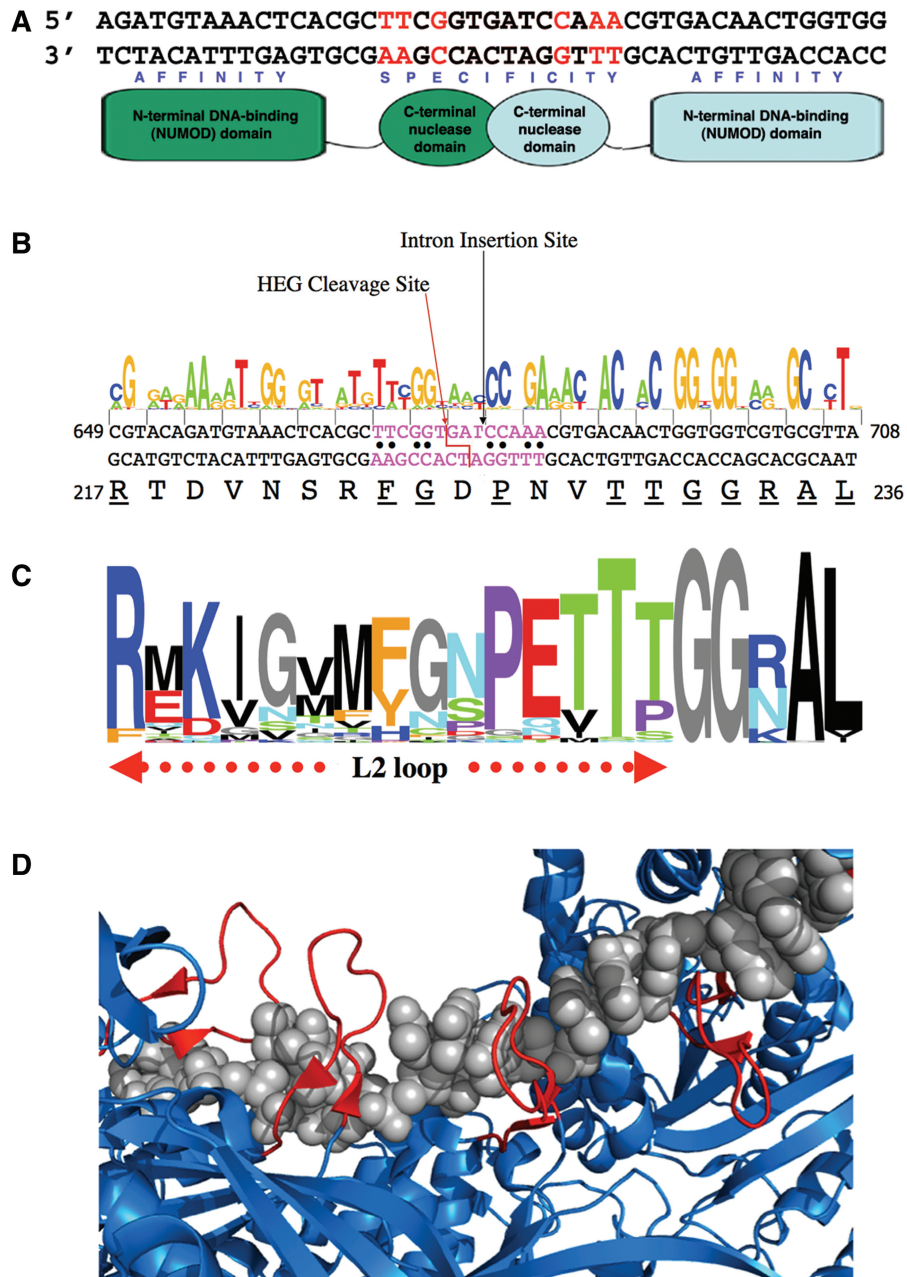 A
5′ AGATGTAAACTCACGCTTCGGTGATCCAAACGTGACAACTGGTGG
3′ TCTACATTTGAGTGCGAAGCCACTAGGTTTGCACTGTTGACCACC
AFFINITY SPECIFICITY AFFINITY
N-terminal DNA-binding (NUMOD) domain
C-terminal nuclease domain
C-terminal nuclease domain
N-terminal DNA-binding (NUMOD) domain
B
Intron Insertion Site
HEG Cleavage Site
649 CGTACAGATGTAAACTCACGCTTCGGTGATCCAAACGTGACAACTGGTGGTCGTGCGTTA 708
GCATGTCTACATTTGAGTGCGAAGCCACTAGGTTTGCACTGTTGACCACCAGCACGCAAT
217 R T D V N S R F G D P N V T T G G R A L 236
C
L2 loop
D